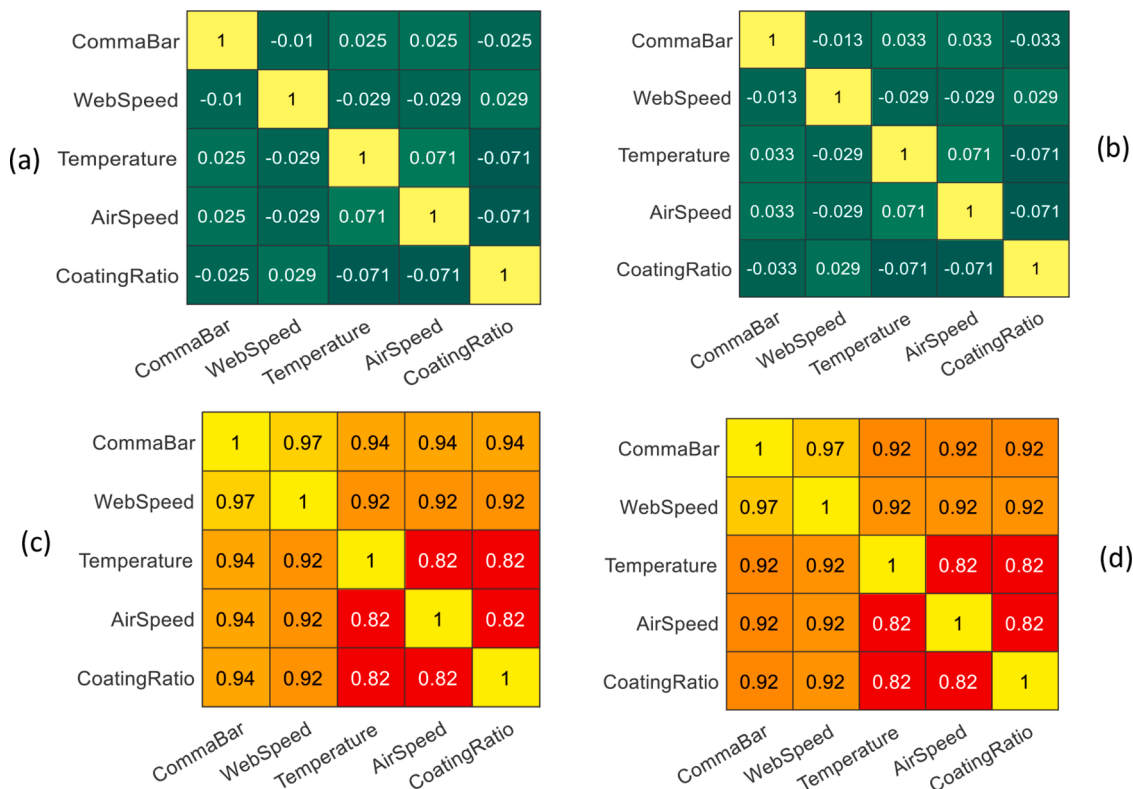 (a)
CommaBar 1 -0.01 0.025 0.025 -0.025
WebSpeed -0.01 1 -0.029 -0.029 0.029
Temperature 0.025 -0.029 1 0.071 -0.071
AirSpeed 0.025 -0.029 0.071 1 -0.071
CoatingRatio -0.025 0.029 -0.071 -0.071 1
CommaBar WebSpeed Temperature AirSpeed CoatingRatio
(b)
CommaBar 1 -0.013 0.033 0.033 -0.033
WebSpeed -0.013 1 -0.029 -0.029 0.029
Temperature 0.033 -0.029 1 0.071 -0.071
AirSpeed 0.033 -0.029 0.071 1 -0.071
CoatingRatio -0.033 0.029 -0.071 -0.071 1
CommaBar WebSpeed Temperature AirSpeed CoatingRatio
(c)
CommaBar 1 0.97 0.94 0.94 0.94
WebSpeed 0.97 1 0.92 0.92 0.92
Temperature 0.94 0.92 1 0.82 0.82
AirSpeed 0.94 0.92 0.82 1 0.82
CoatingRatio 0.94 0.92 0.82 0.82 1
CommaBar WebSpeed Temperature AirSpeed CoatingRatio
(d)
CommaBar 1 0.97 0.92 0.92 0.92
WebSpeed 0.97 1 0.92 0.92 0.92
Temperature 0.92 0.92 1 0.82 0.82
AirSpeed 0.92 0.92 0.82 1 0.82
CoatingRatio 0.92 0.92 0.82 0.82 1
CommaBar WebSpeed Temperature AirSpeed CoatingRatio